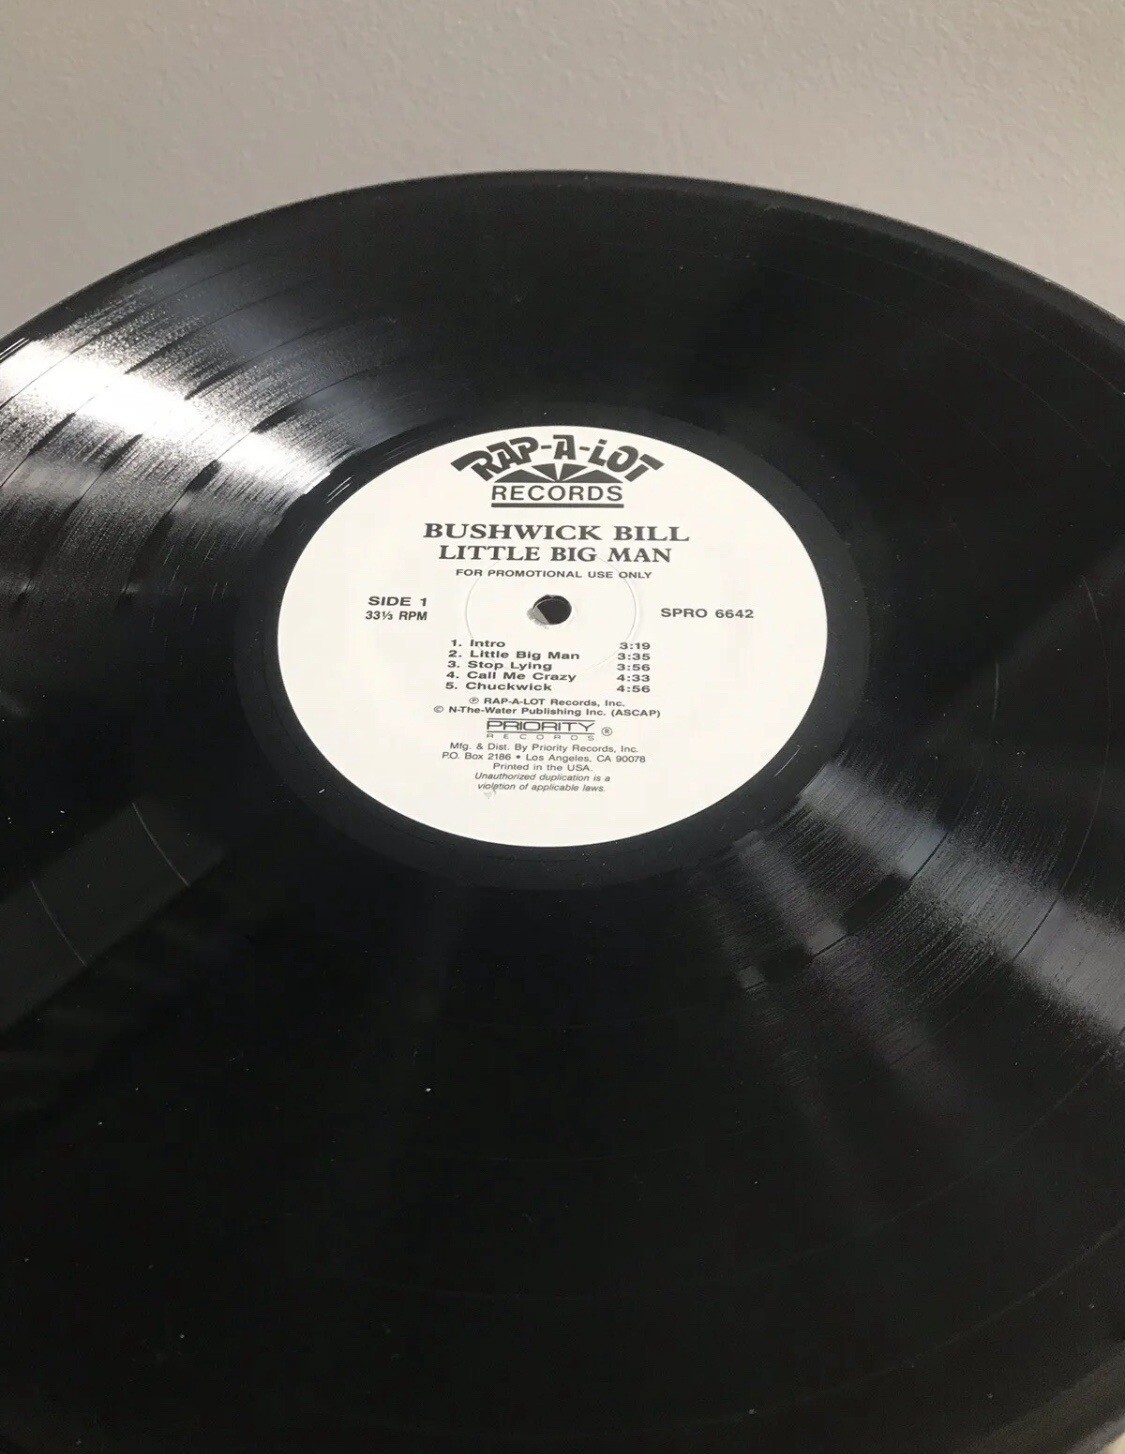 RAP-A-LOT
RECORDS
BUSHWICK BILL
LITTLE BIG MAN
FOR PROMOTIONAL USE ONLY
SIDE 1
33⅓ RPM
SPRO 6642
1. Intro 3:19
2. Little Big Man 3:35
3. Stop Lying 3:56
4. Call Me Crazy 4:33
5. Chuckwick 4:56
℗ RAP-A-LOT Records, Inc.
© N-The-Water Publishing Inc. (ASCAP)
PRIORITY ®
RECORDS
Mfg. & Dist. By Priority Records, Inc.
P.O. Box 2186 • Los Angeles, CA 90078
Printed in the USA.
Unauthorized duplication is a
violation of applicable laws.